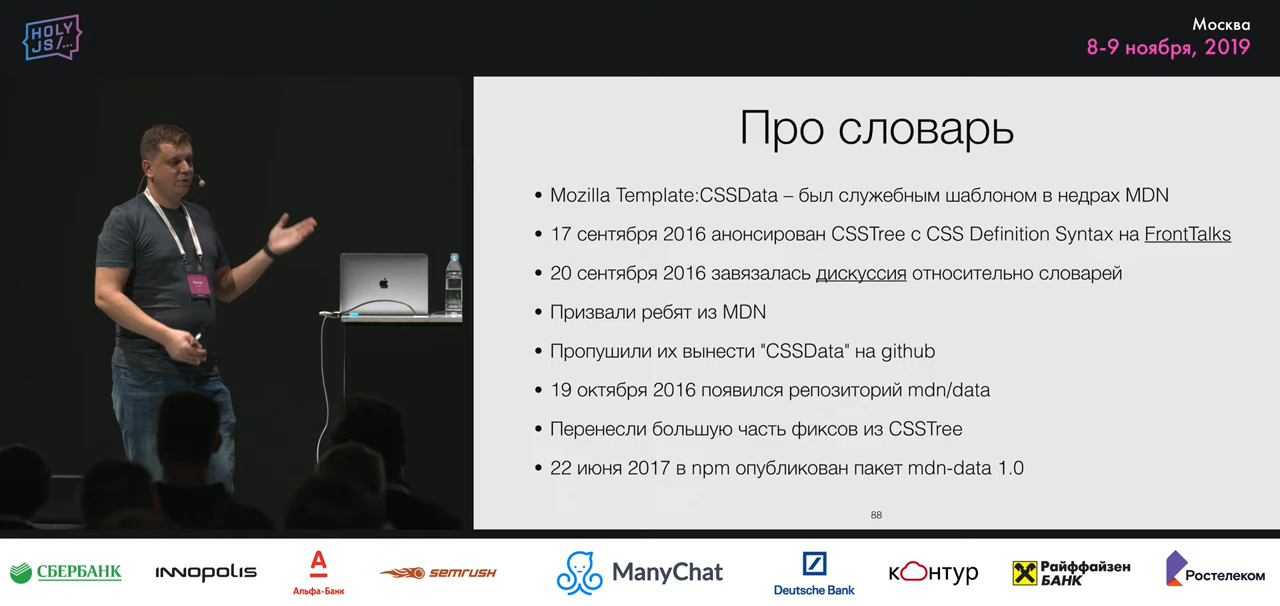 HOLY
JS/...
Москва
8-9 ноября, 2019
Про словарь
• Mozilla Template:CSSData – был служебным шаблоном в недрах MDN
• 17 сентября 2016 анонсирован CSSTree с CSS Definition Syntax на FrontTalks
• 20 сентября 2016 завязалась дискуссия относительно словарей
• Призвали ребят из MDN
• Пропушили их вынести "CSSData" на github
• 19 октября 2016 появился репозиторий mdn/data
• Перенесли большую часть фиксов из CSSTree
• 22 июня 2017 в npm опубликован пакет mdn-data 1.0
88
СБЕРБАНК
INNOPOLIS
А
Альфа·Банк
semrush
ManyChat
Deutsche Bank
кОнтур
Райффайзен
БАНК
Ростелеком